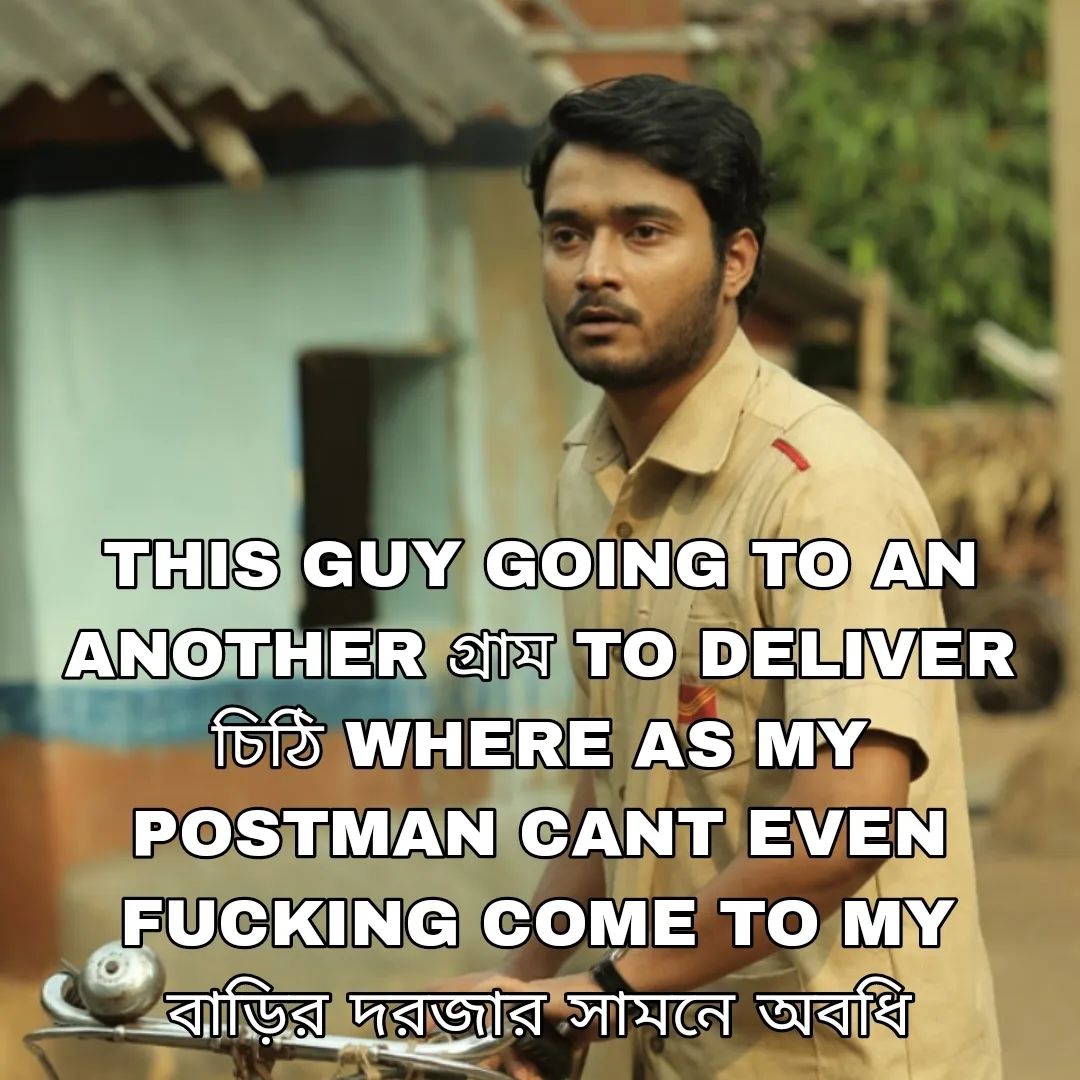 THIS GUY GOING TO AN
ANOTHER গ্রাম TO DELIVER
চিঠি WHERE AS MY
POSTMAN CANT EVEN
FUCKING COME TO MY
বাড়ির দরজার সামনে অবধি